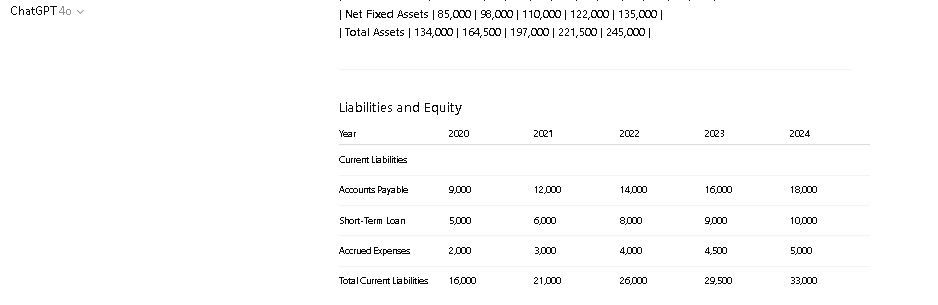 ChatGPT 4o
| Net Fixed Assets | 85,000 | 98,000 | 110,000 | 122,000 | 135,000 |
| Total Assets | 134,000 | 164,500 | 197,000 | 221,500 | 245,000 |
Liabilities and Equity
Year 2020 2021 2022 2023 2024
Current Liabilities
Accounts Payable 9,000 12,000 14,000 16,000 18,000
Short-Term Loan 5,000 6,000 8,000 9,000 10,000
Accrued Expenses 2,000 3,000 4,000 4,500 5,000
Total Current Liabilities 16,000 21,000 26,000 29,500 33,000